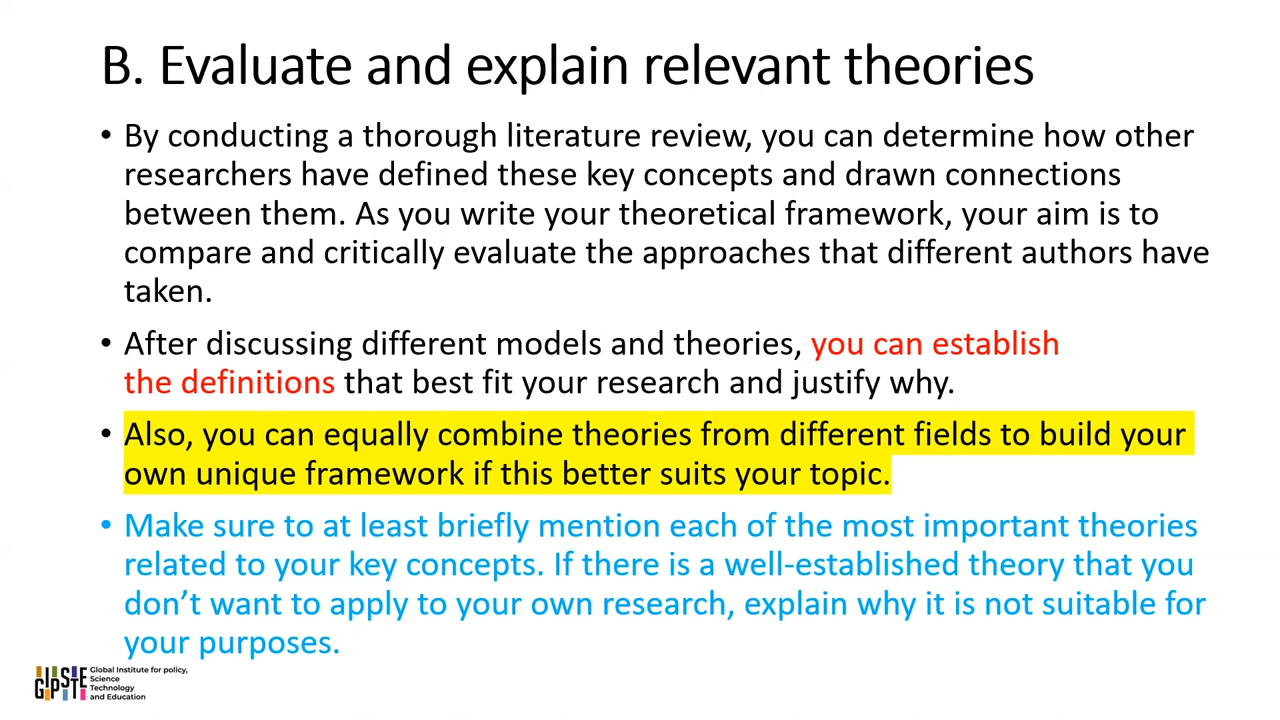 B. Evaluate and explain relevant theories
• By conducting a thorough literature review, you can determine how other
researchers have defined these key concepts and drawn connections
between them. As you write your theoretical framework, your aim is to
compare and critically evaluate the approaches that different authors have
taken.
• After discussing different models and theories, you can establish
the definitions that best fit your research and justify why.
• Also, you can equally combine theories from different fields to build your
own unique framework if this better suits your topic.
• Make sure to at least briefly mention each of the most important theories
related to your key concepts. If there is a well-established theory that you
don’t want to apply to your own research, explain why it is not suitable for
your purposes.
GIPSTE
Global Institute for policy,
Science
Technology
and Education